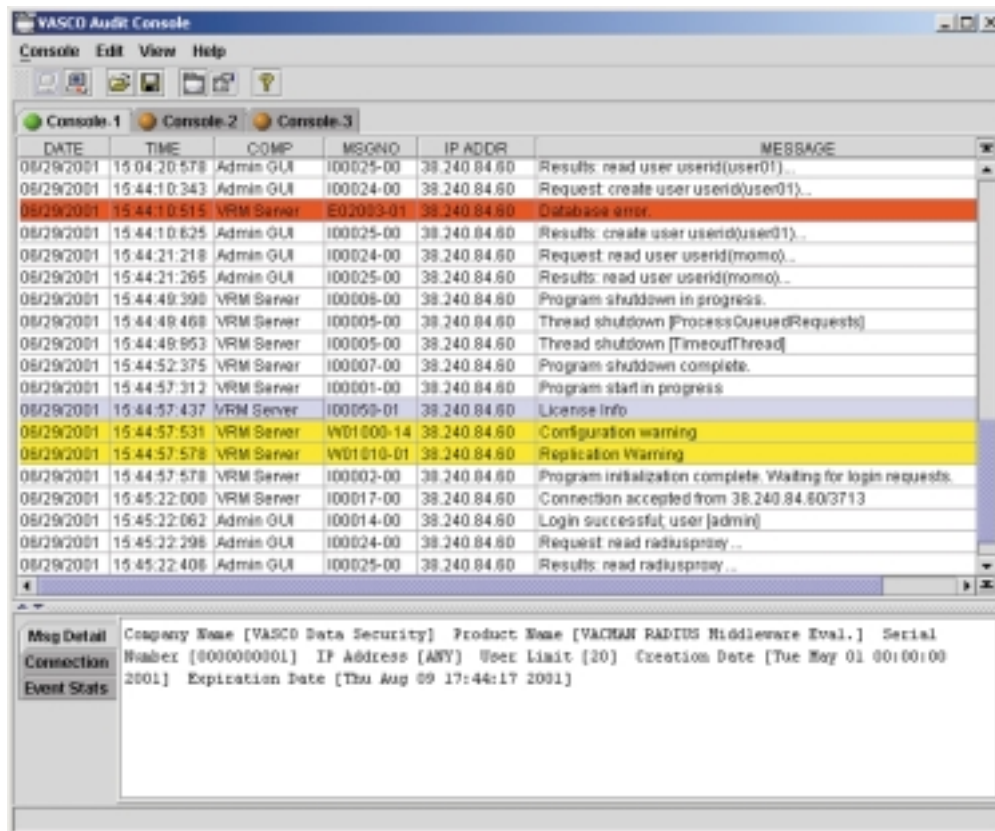 VASCO Audit Console
Console Edit View Help
Console-1 Console-2 Console-3
DATE TIME COMP MSGNO IP ADDR MESSAGE
06/29/2001 15:04:20:578 Admin GUI I00025-00 38.240.84.60 Results: read user userid(user01)...
06/29/2001 15:44:10:343 Admin GUI I00024-00 38.240.84.60 Request: create user userid(user01)...
06/29/2001 15:44:10:515 VRM Server E02003-01 38.240.84.60 Database error.
06/29/2001 15:44:10:625 Admin GUI I00025-00 38.240.84.60 Results: create user userid(user01)...
06/29/2001 15:44:21:218 Admin GUI I00024-00 38.240.84.60 Request: read user userid(momo)...
06/29/2001 15:44:21:265 Admin GUI I00025-00 38.240.84.60 Results: read user userid(momo)...
06/29/2001 15:44:49:390 VRM Server I00006-00 38.240.84.60 Program shutdown in progress.
06/29/2001 15:44:49:468 VRM Server I00005-00 38.240.84.60 Thread shutdown [ProcessQueuedRequests]
06/29/2001 15:44:49:953 VRM Server I00005-00 38.240.84.60 Thread shutdown [TimeoutThread]
06/29/2001 15:44:52:375 VRM Server I00007-00 38.240.84.60 Program shutdown complete.
06/29/2001 15:44:57:312 VRM Server I00001-00 38.240.84.60 Program start in progress
06/29/2001 15:44:57:437 VRM Server I00050-01 38.240.84.60 License Info
06/29/2001 15:44:57:531 VRM Server W01000-14 38.240.84.60 Configuration warning
06/29/2001 15:44:57:578 VRM Server W01010-01 38.240.84.60 Replication Warning
06/29/2001 15:44:57:578 VRM Server I00002-00 38.240.84.60 Program initialization complete. Waiting for login requests.
06/29/2001 15:45:22:000 VRM Server I00017-00 38.240.84.60 Connection accepted from 38.240.84.60/3713
06/29/2001 15:45:22:062 Admin GUI I00014-00 38.240.84.60 Login successful; user [admin]
06/29/2001 15:45:22:296 Admin GUI I00024-00 38.240.84.60 Request: read radiusproxy...
06/29/2001 15:45:22:406 Admin GUI I00025-00 38.240.84.60 Results: read radiusproxy...
Msg Detail
Connection
Event Stats
Company Name [VASCO Data Security] Product Name [VACMAN RADIUS Middleware Eval.] Serial
Number [0000000001] IP Address [ANY] User Limit [20] Creation Date [Tue May 01 00:00:00
2001] Expiration Date [Thu Aug 09 17:44:17 2001]